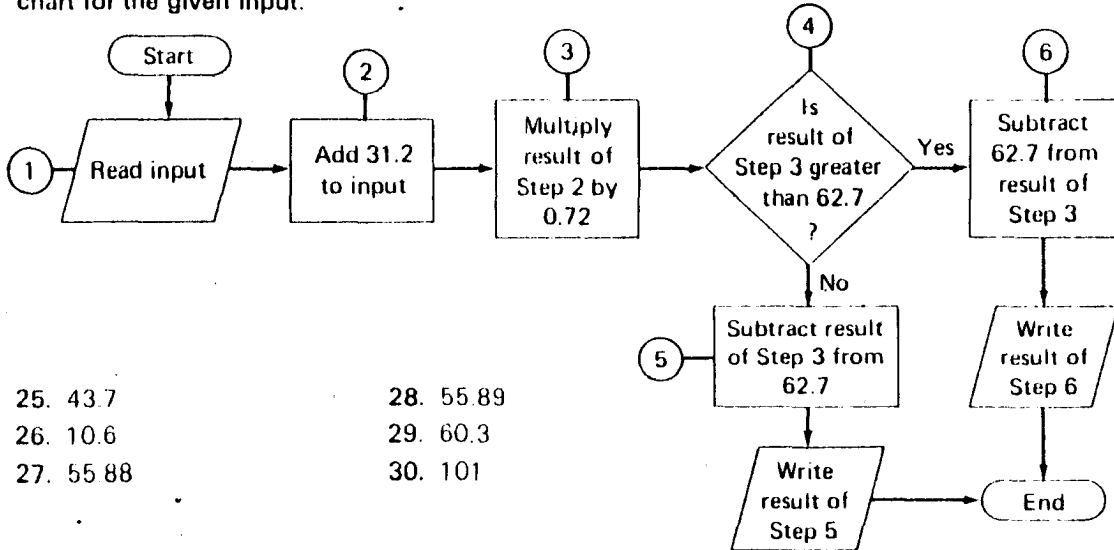 chart for the given input.
Start
1
Read input
2
Add 31.2
to input
3
Multiply
result of
Step 2 by
0.72
4
Is
result of
Step 3 greater
than 62.7
?
Yes
6
Subtract
62.7 from
result of
Step 3
No
5
Subtract result
of Step 3 from
62.7
Write
result of
Step 6
Write
result of
Step 5
End
25. 43.7
26. 10.6
27. 55.88
28. 55.89
29. 60.3
30. 101